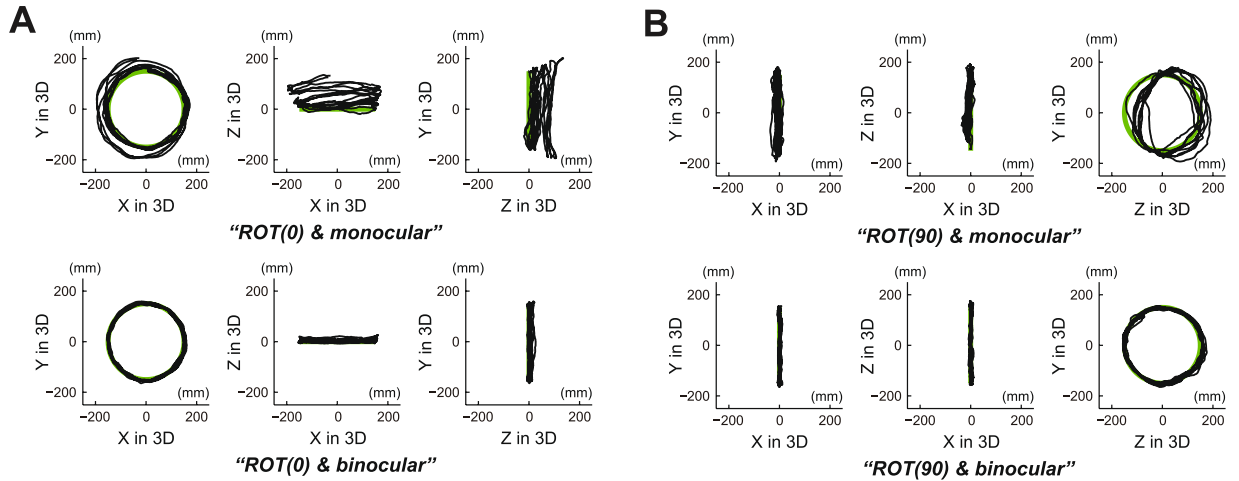 A
B
(mm)
200
0
−200
Y in 3D
(mm)
−200 0 200
X in 3D
(mm)
200
0
−200
Z in 3D
(mm)
−200 0 200
X in 3D
(mm)
200
0
−200
Y in 3D
(mm)
−200 0 200
Z in 3D
“ROT(0) & monocular”
(mm)
200
0
−200
Y in 3D
(mm)
−200 0 200
X in 3D
(mm)
200
0
−200
Z in 3D
(mm)
−200 0 200
X in 3D
(mm)
200
0
−200
Y in 3D
(mm)
−200 0 200
Z in 3D
“ROT(0) & binocular”
(mm)
200
0
−200
Y in 3D
(mm)
−200 0 200
X in 3D
(mm)
200
0
−200
Z in 3D
(mm)
−200 0 200
X in 3D
(mm)
200
0
−200
Y in 3D
(mm)
−200 0 200
Z in 3D
“ROT(90) & monocular”
(mm)
200
0
−200
Y in 3D
(mm)
−200 0 200
X in 3D
(mm)
200
0
−200
Z in 3D
(mm)
−200 0 200
X in 3D
(mm)
200
0
−200
Y in 3D
(mm)
−200 0 200
Z in 3D
“ROT(90) & binocular”